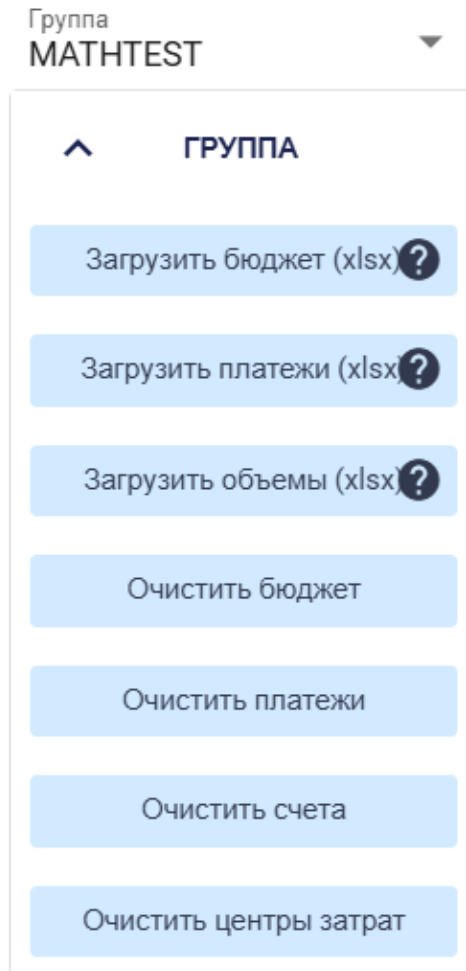 Группа
MATHTEST
ГРУППА
Загрузить бюджет (xlsx) ?
Загрузить платежи (xlsx) ?
Загрузить объемы (xlsx) ?
Очистить бюджет
Очистить платежи
Очистить счета
Очистить центры затрат